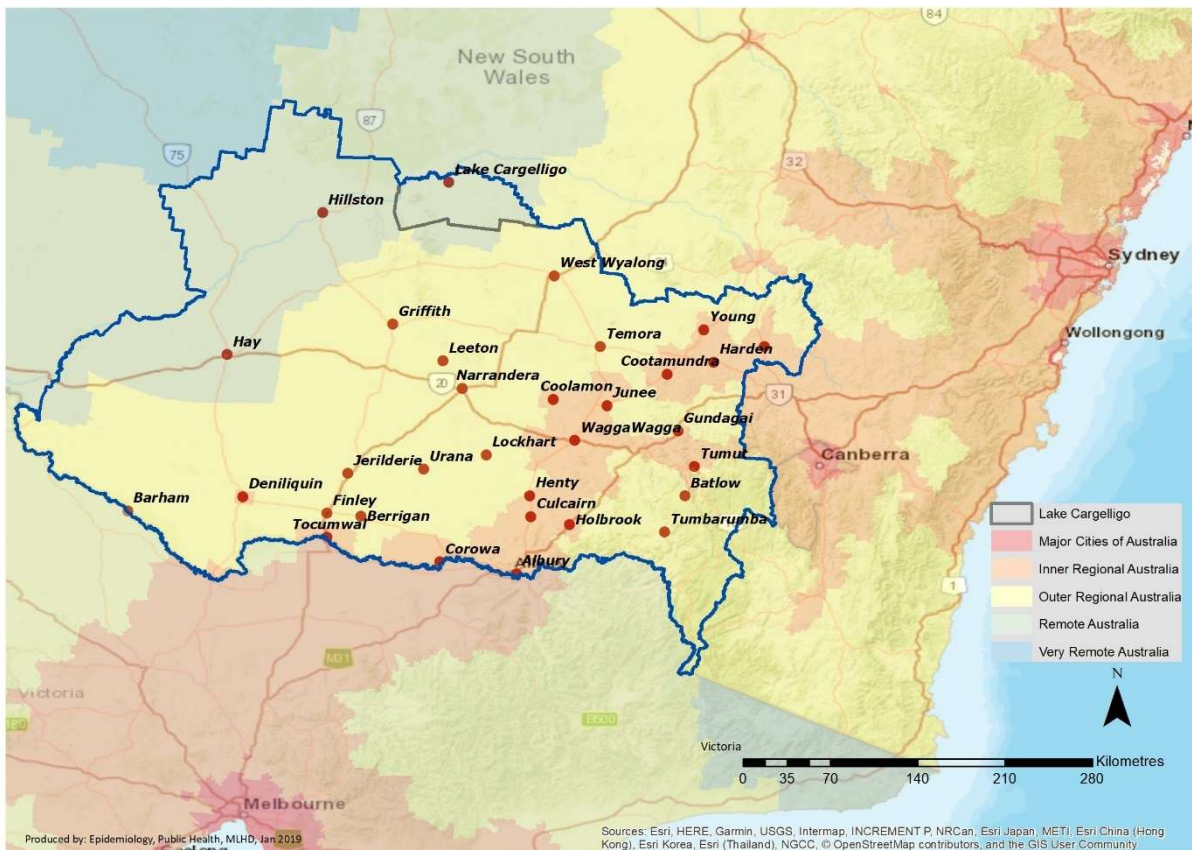 84
New South
Wales
87
75
32
Lake Cargelligo
Hillston
Sydney
West Wyalong
Griffith
Young
Wollongong
Temora
Hay
Leeton
Cootamundra
Harden
20
Narrandera
31
Coolamon
Junee
Gundagai
WaggaWagga
Lockhart
Canberra
Jerilderie
Urana
Tumut
Deniliquin
Henty
Batlow
Barham
Finley
Culcairn
Berrigan
Holbrook
Tumbarumba
Tocumwal
Corowa
Albury
1
M31
Victoria
B500
Melbourne
Lake Cargelligo
Major Cities of Australia
Inner Regional Australia
Outer Regional Australia
Remote Australia
Very Remote Australia
N
Victoria
Kilometres
0 35 70 140 210 280
Produced by: Epidemiology, Public Health, MLHD, Jan 2019
Sources: Esri, HERE, Garmin, USGS, Intermap, INCREMENT P, NRCan, Esri Japan, METI, Esri China (Hong
Kong), Esri Korea, Esri (Thailand), NGCC, © OpenStreetMap contributors, and the GIS User Community